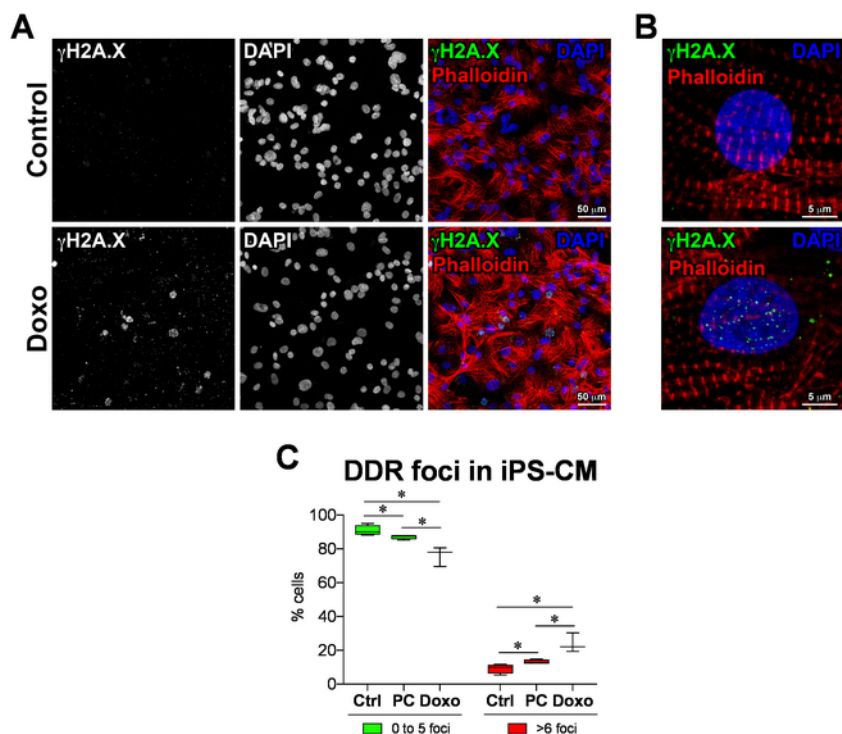 A
B
Control
γH2A.X
DAPI
γH2A.X DAPI
Phalloidin
50 μm
γH2A.X DAPI
Phalloidin
5 μm
Doxo
γH2A.X
DAPI
γH2A.X DAPI
Phalloidin
50 μm
γH2A.X DAPI
Phalloidin
5 μm
C
DDR foci in iPS-CM
% cells
100
80
60
40
20
0
* * *
* * *
Ctrl PC Doxo Ctrl PC Doxo
0 to 5 foci >6 foci